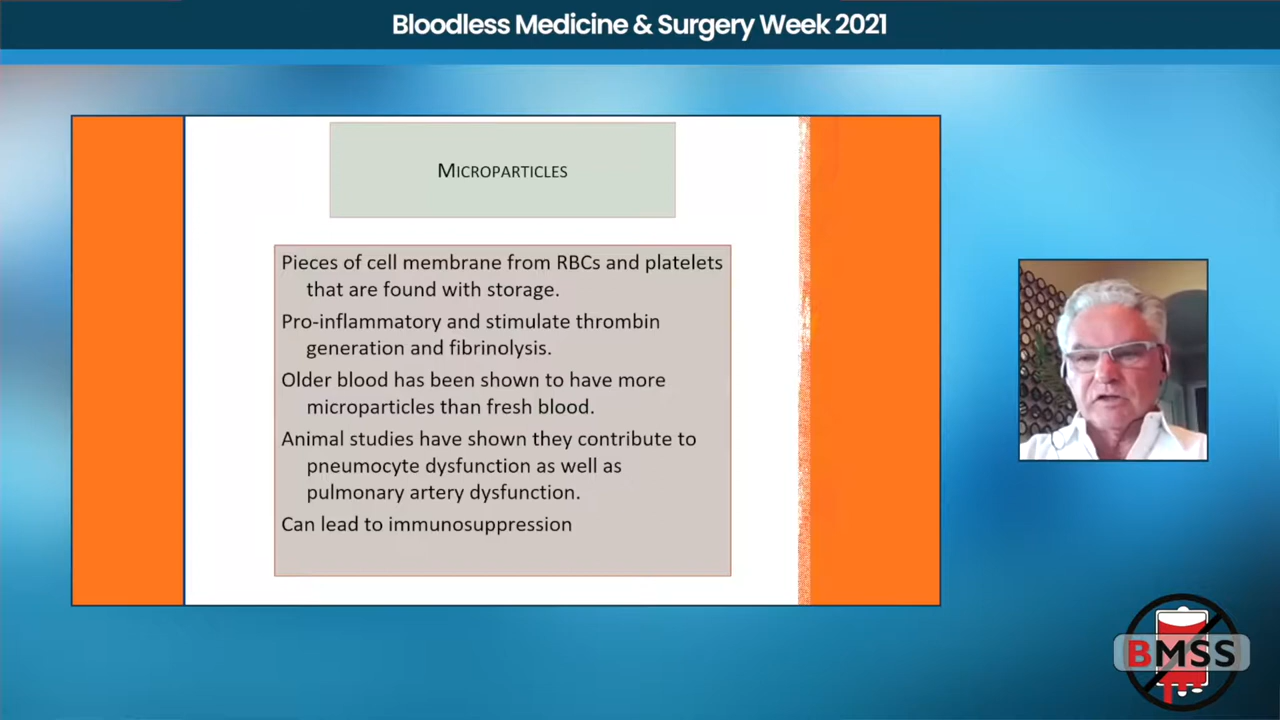 Bloodless Medicine & Surgery Week 2021
MICROPARTICLES
Pieces of cell membrane from RBCs and platelets
that are found with storage.
Pro-inflammatory and stimulate thrombin
generation and fibrinolysis.
Older blood has been shown to have more
microparticles than fresh blood.
Animal studies have shown they contribute to
pneumocyte dysfunction as well as
pulmonary artery dysfunction.
Can lead to immunosuppression
BMSS